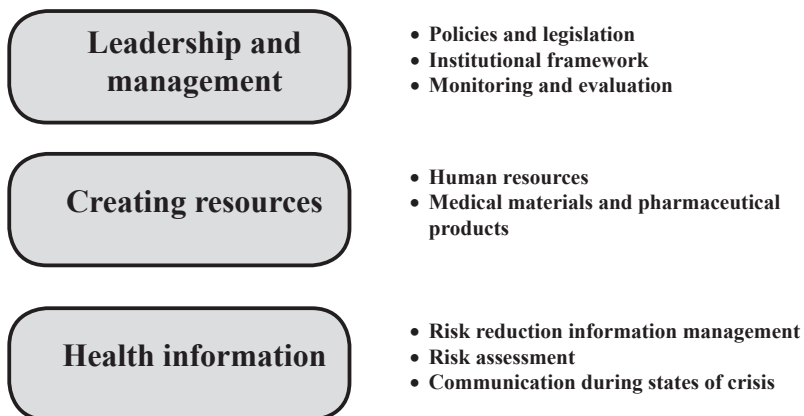 Leadership and
management
• Policies and legislation
• Institutional framework
• Monitoring and evaluation
Creating resources
• Human resources
• Medical materials and pharmaceutical
products
Health information
• Risk reduction information management
• Risk assessment
• Communication during states of crisis